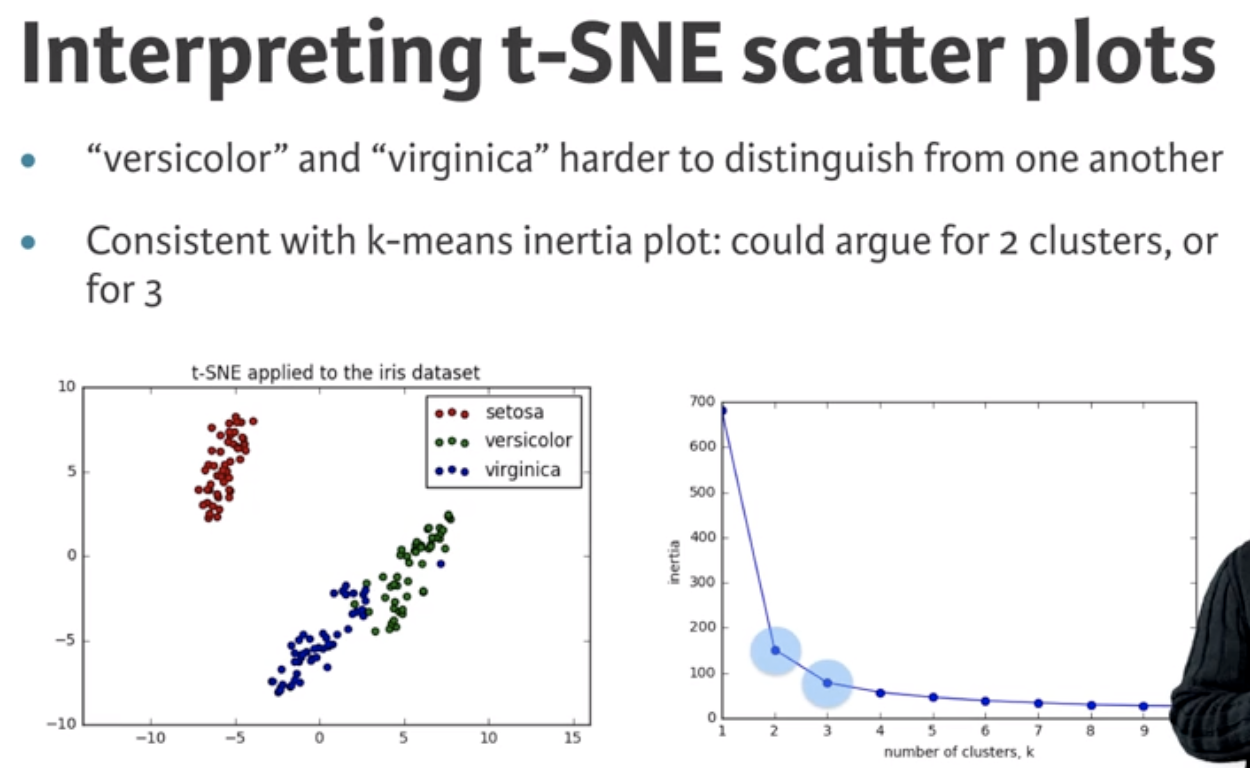 Interpreting t-SNE scatter plots
“versicolor” and “virginica” harder to distinguish from one another
Consistent with k-means inertia plot: could argue for 2 clusters, or
for 3
t-SNE applied to the iris dataset
setosa
versicolor
virginica
10
5
0
−5
−10
−10
−5
0
5
10
15
700
600
500
400
300
200
100
0
inertia
1
2
3
4
5
6
7
8
9
number of clusters, k